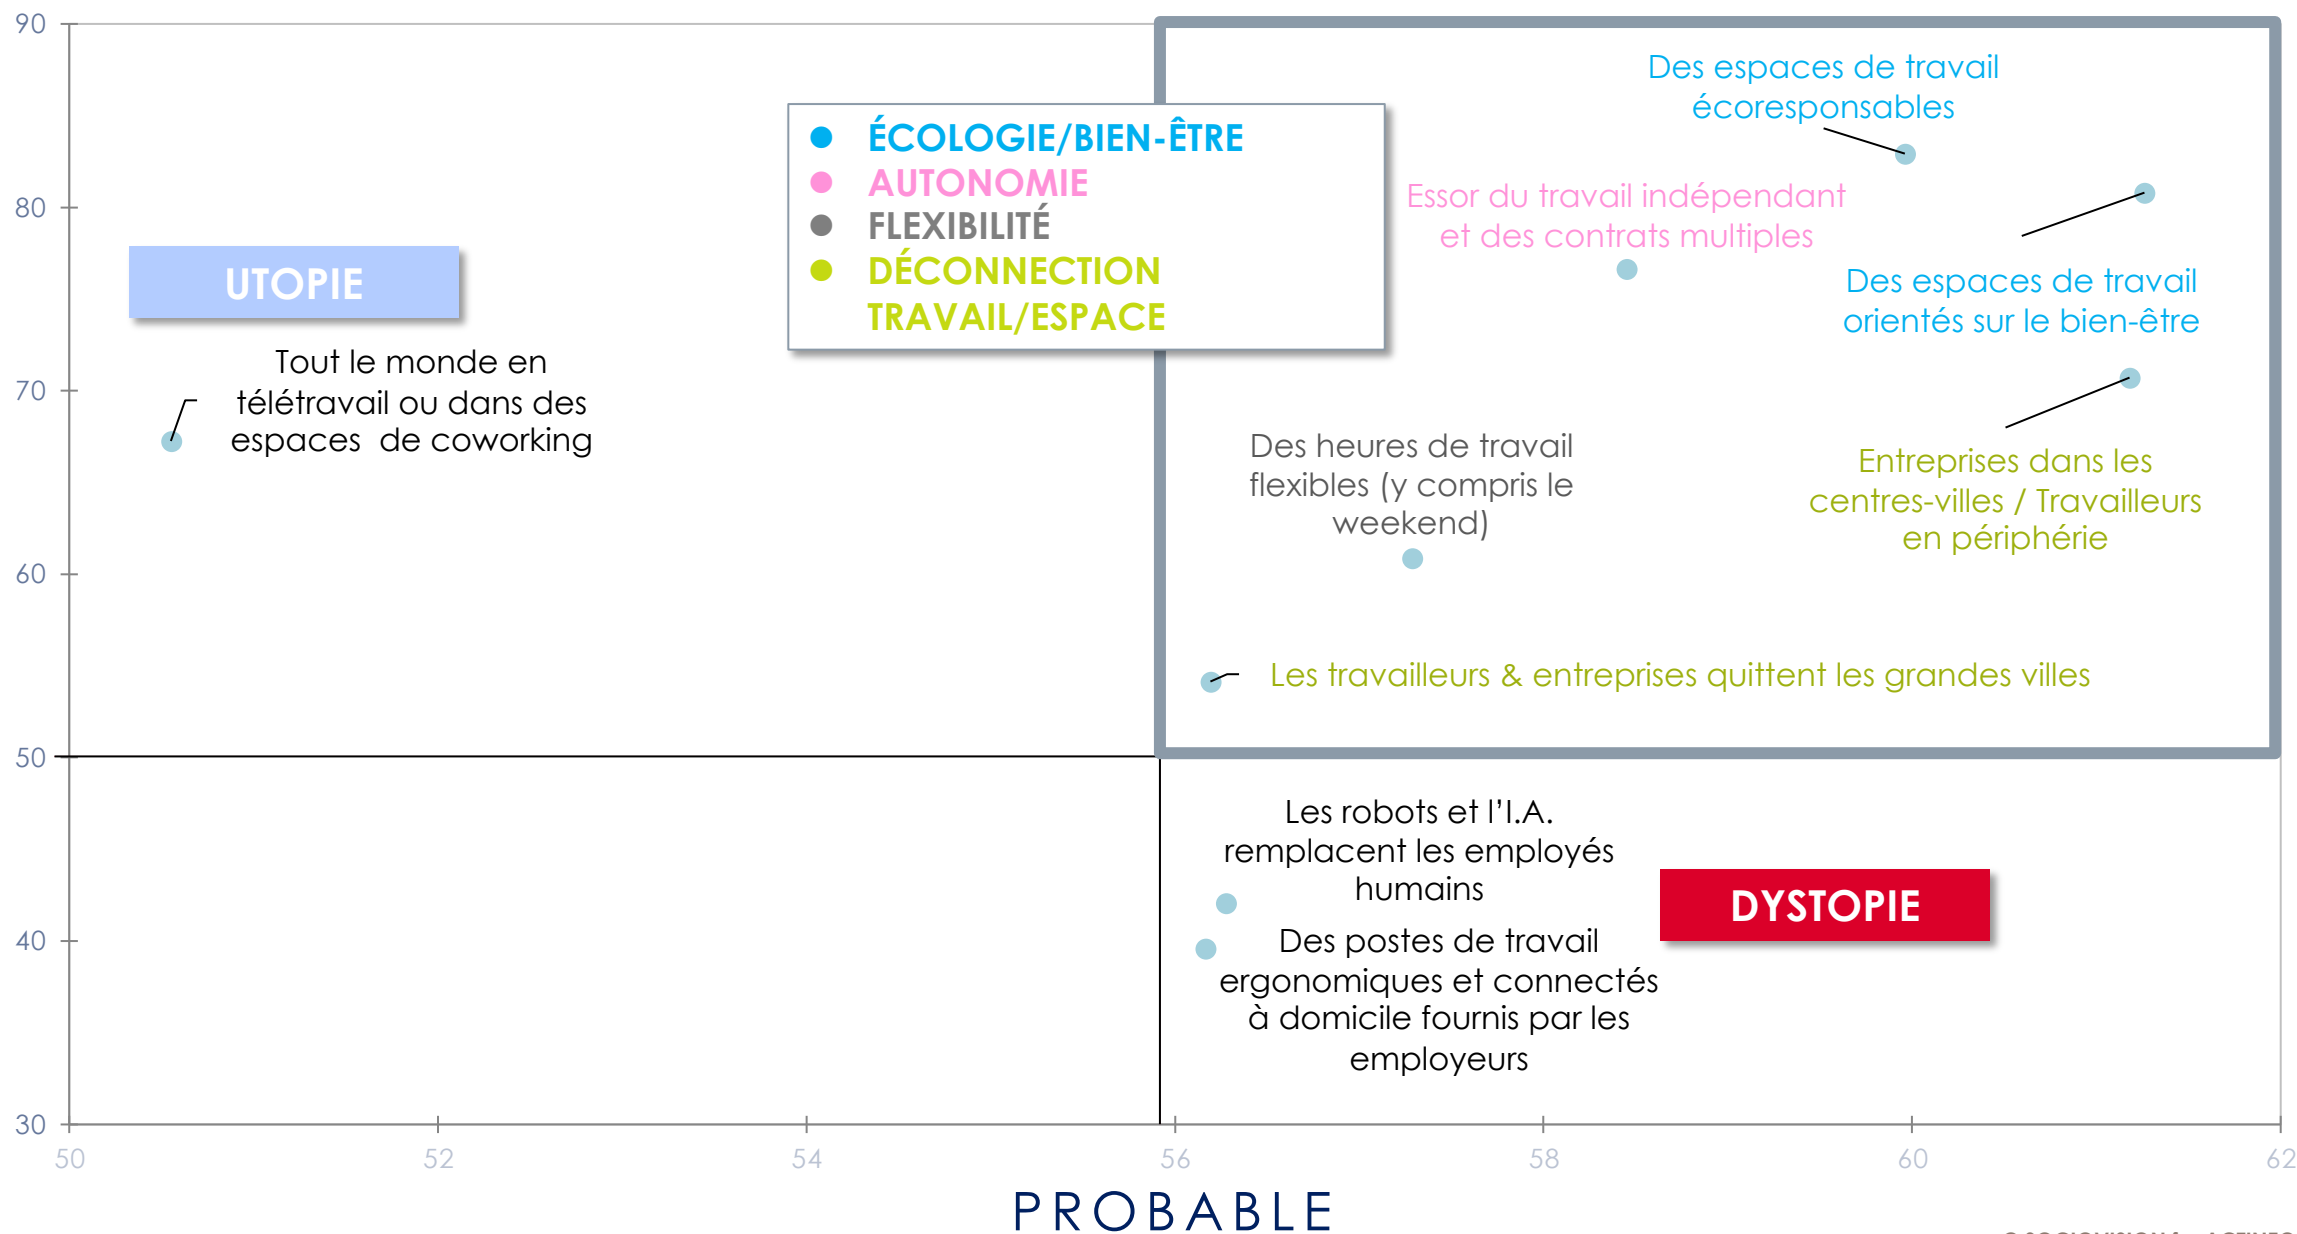 90
80
70
60
50
40
30
50
52
54
56
58
60
62
PROBABLE
UTOPIE
Tout le monde en
télétravail ou dans des
espaces  de coworking
ÉCOLOGIE/BIEN-ÊTRE
AUTONOMIE
FLEXIBILITÉ
DÉCONNECTION
TRAVAIL/ESPACE
Des espaces de travail
écoresponsables
Essor du travail indépendant
et des contrats multiples
Des espaces de travail
orientés sur le bien-être
Des heures de travail
flexibles (y compris le
weekend)
Entreprises dans les
centres-villes / Travailleurs
en périphérie
Les travailleurs & entreprises quittent les grandes villes
Les robots et l’I.A.
remplacent les employés
humains
DYSTOPIE
Des postes de travail
ergonomiques et connectés
à domicile fournis par les
employeurs